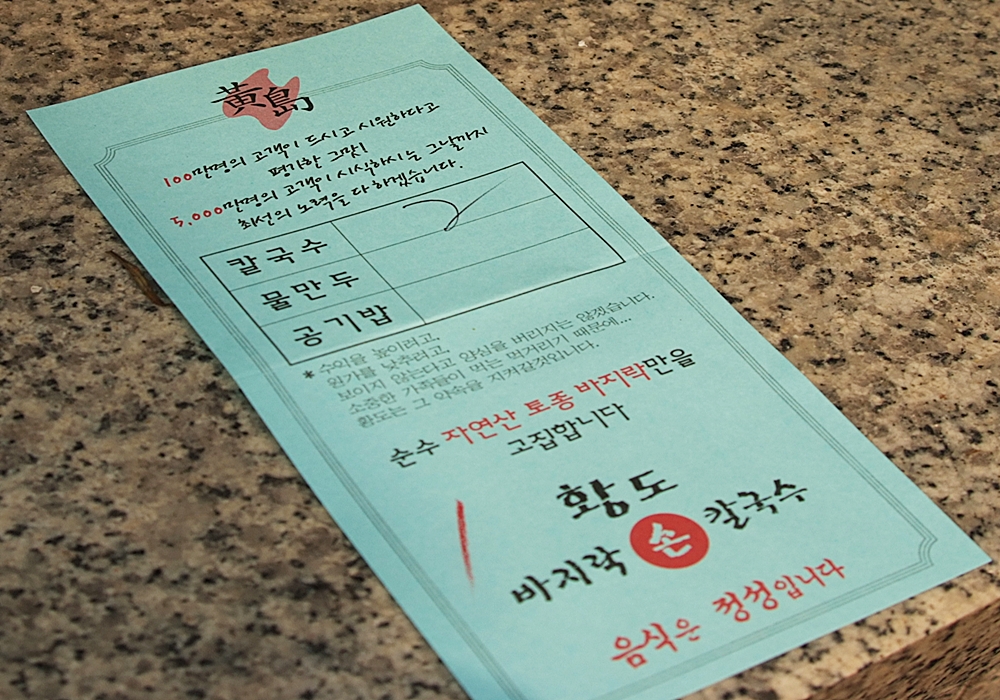 黃島
100만명의 고객이 드시고 시원하다고
평가한 그맛!
5,000만명의 고객이 시식하시는 그날까지
최선의 노력을 다하겠습니다.
칼국수 2
물만두
공기밥
* 수익을 높이려고,
원가를 낮추려고,
보이지 않는다고 양심을 버리지는 않겠습니다.
소중한 가족들이 먹는 먹거리기 때문에...
황도는 그 약속을 지켜갈것입니다.
순수 자연산 토종 바지락만을
고집합니다
황도
바지락 손 칼국수
음식은 정성입니다